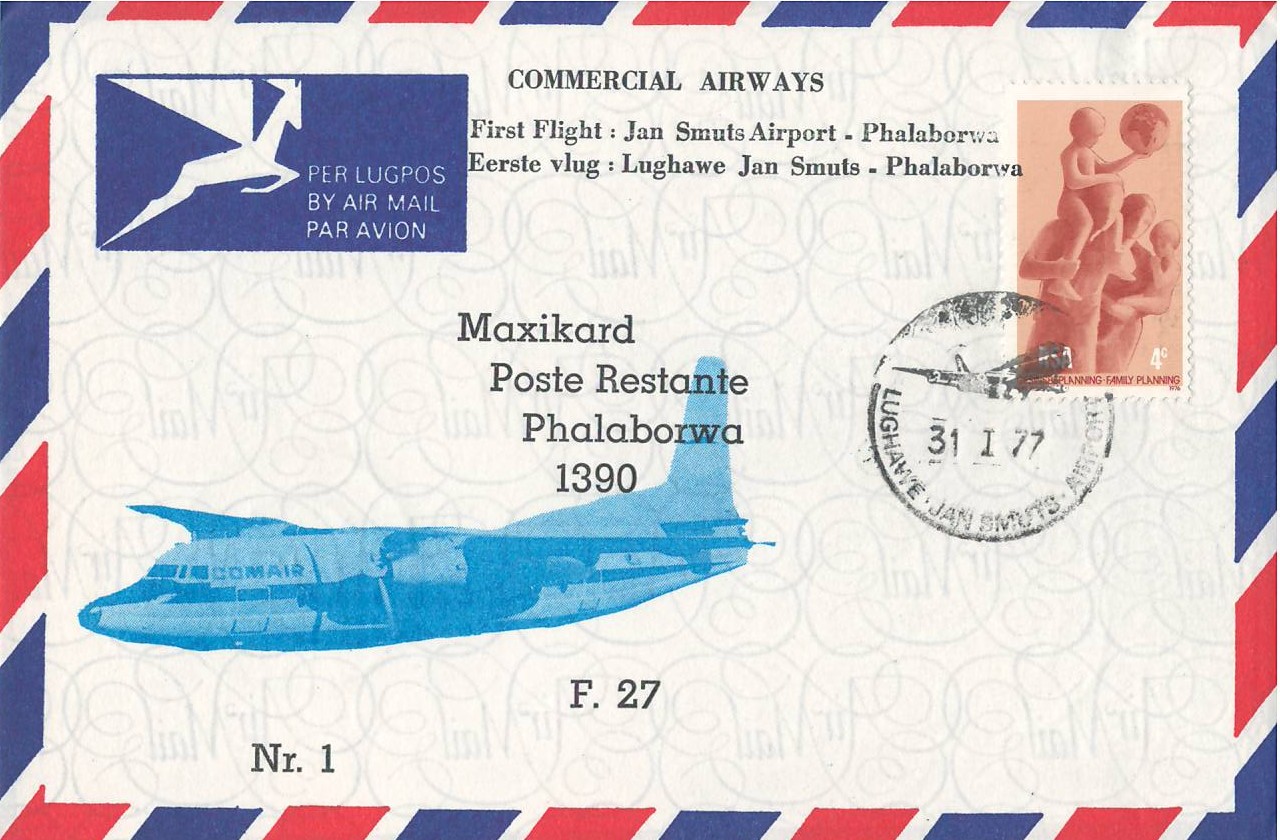 COMMERCIAL AIRWAYS
First Flight : Jan Smuts Airport - Phalaborwa
Eerste vlug : Lughawe Jan Smuts - Phalaborwa
PER LUGPOS
BY AIR MAIL
PAR AVION
Maxikard
Poste Restante
Phalaborwa
1390
RSA 4c
PLANNING·FAMILY PLANNING
1976
31 I 77
LUGHAWE · JAN SMUTS · AIRPORT
COMAIR
F. 27
Nr. 1